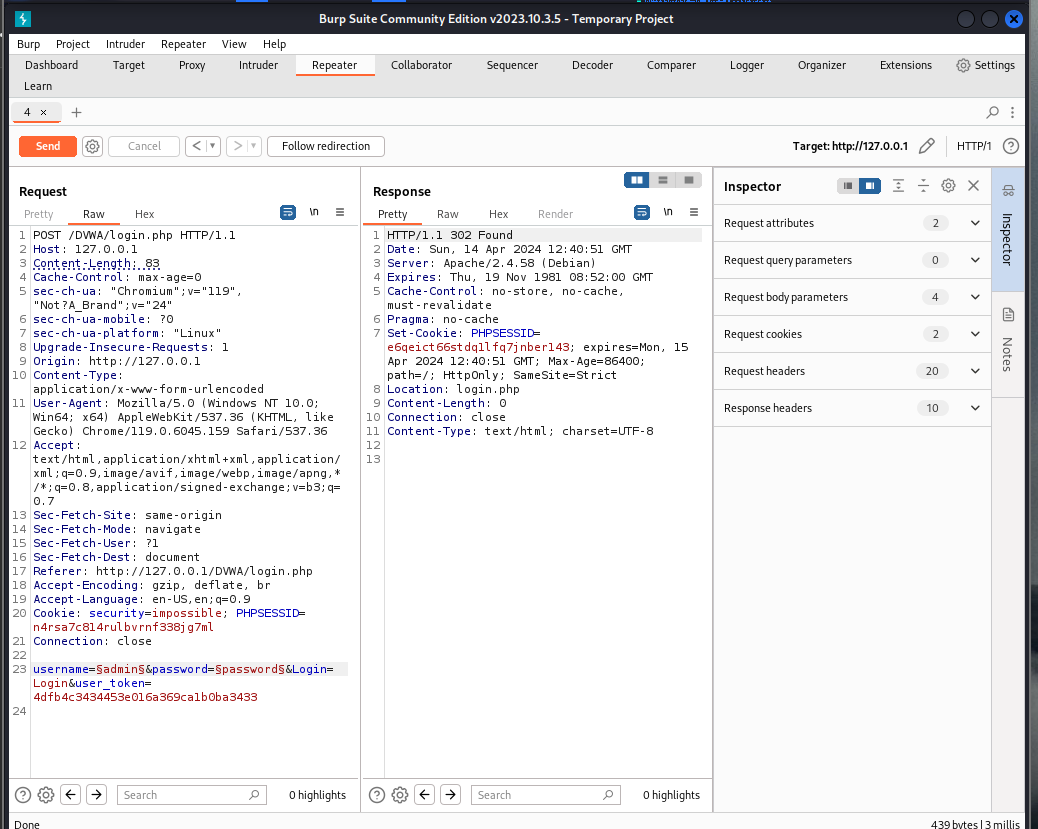 Burp Suite Community Edition v2023.10.3.5 - Temporary Project
Burp Project Intruder Repeater View Help
Dashboard Target Proxy Intruder Repeater Collaborator Sequencer Decoder Comparer Logger Organizer Extensions Settings
Learn
4 × +
Send Cancel < > Follow redirection Target: http://127.0.0.1 HTTP/1 ?
Request
Pretty Raw Hex \n
1 POST /DVWA/login.php HTTP/1.1
2 Host: 127.0.0.1
3 Content-Length: 83
4 Cache-Control: max-age=0
5 sec-ch-ua: "Chromium";v="119",
"Not?A_Brand";v="24"
6 sec-ch-ua-mobile: ?0
7 sec-ch-ua-platform: "Linux"
8 Upgrade-Insecure-Requests: 1
9 Origin: http://127.0.0.1
10 Content-Type:
application/x-www-form-urlencoded
11 User-Agent: Mozilla/5.0 (Windows NT 10.0;
Win64; x64) AppleWebKit/537.36 (KHTML, like
Gecko) Chrome/119.0.6045.159 Safari/537.36
12 Accept:
text/html,application/xhtml+xml,application/
xml;q=0.9,image/avif,image/webp,image/apng,*
/*;q=0.8,application/signed-exchange;v=b3;q=
0.7
13 Sec-Fetch-Site: same-origin
14 Sec-Fetch-Mode: navigate
15 Sec-Fetch-User: ?1
16 Sec-Fetch-Dest: document
17 Referer: http://127.0.0.1/DVWA/login.php
18 Accept-Encoding: gzip, deflate, br
19 Accept-Language: en-US,en;q=0.9
20 Cookie: security=impossible; PHPSESSID=
n4rsa7c814rulbvrnf338jg7ml
21 Connection: close
22
23 username=§admin§&password=§password§&Login=
Login&user_token=
4dfb4c3434453e016a369ca1b0ba3433
24
? Search 0 highlights
Response
Pretty Raw Hex Render \n
1 HTTP/1.1 302 Found
2 Date: Sun, 14 Apr 2024 12:40:51 GMT
3 Server: Apache/2.4.58 (Debian)
4 Expires: Thu, 19 Nov 1981 08:52:00 GMT
5 Cache-Control: no-store, no-cache,
must-revalidate
6 Pragma: no-cache
7 Set-Cookie: PHPSESSID=
e6qeict66stdq1lfq7jnber143; expires=Mon, 15
Apr 2024 12:40:51 GMT; Max-Age=86400;
path=/; HttpOnly; SameSite=Strict
8 Location: login.php
9 Content-Length: 0
10 Connection: close
11 Content-Type: text/html; charset=UTF-8
12
13
? Search 0 highlights
Inspector
Request attributes 2
Request query parameters 0
Request body parameters 4
Request cookies 2
Request headers 20
Response headers 10
Inspector
Notes
Done 439 bytes | 3 millis